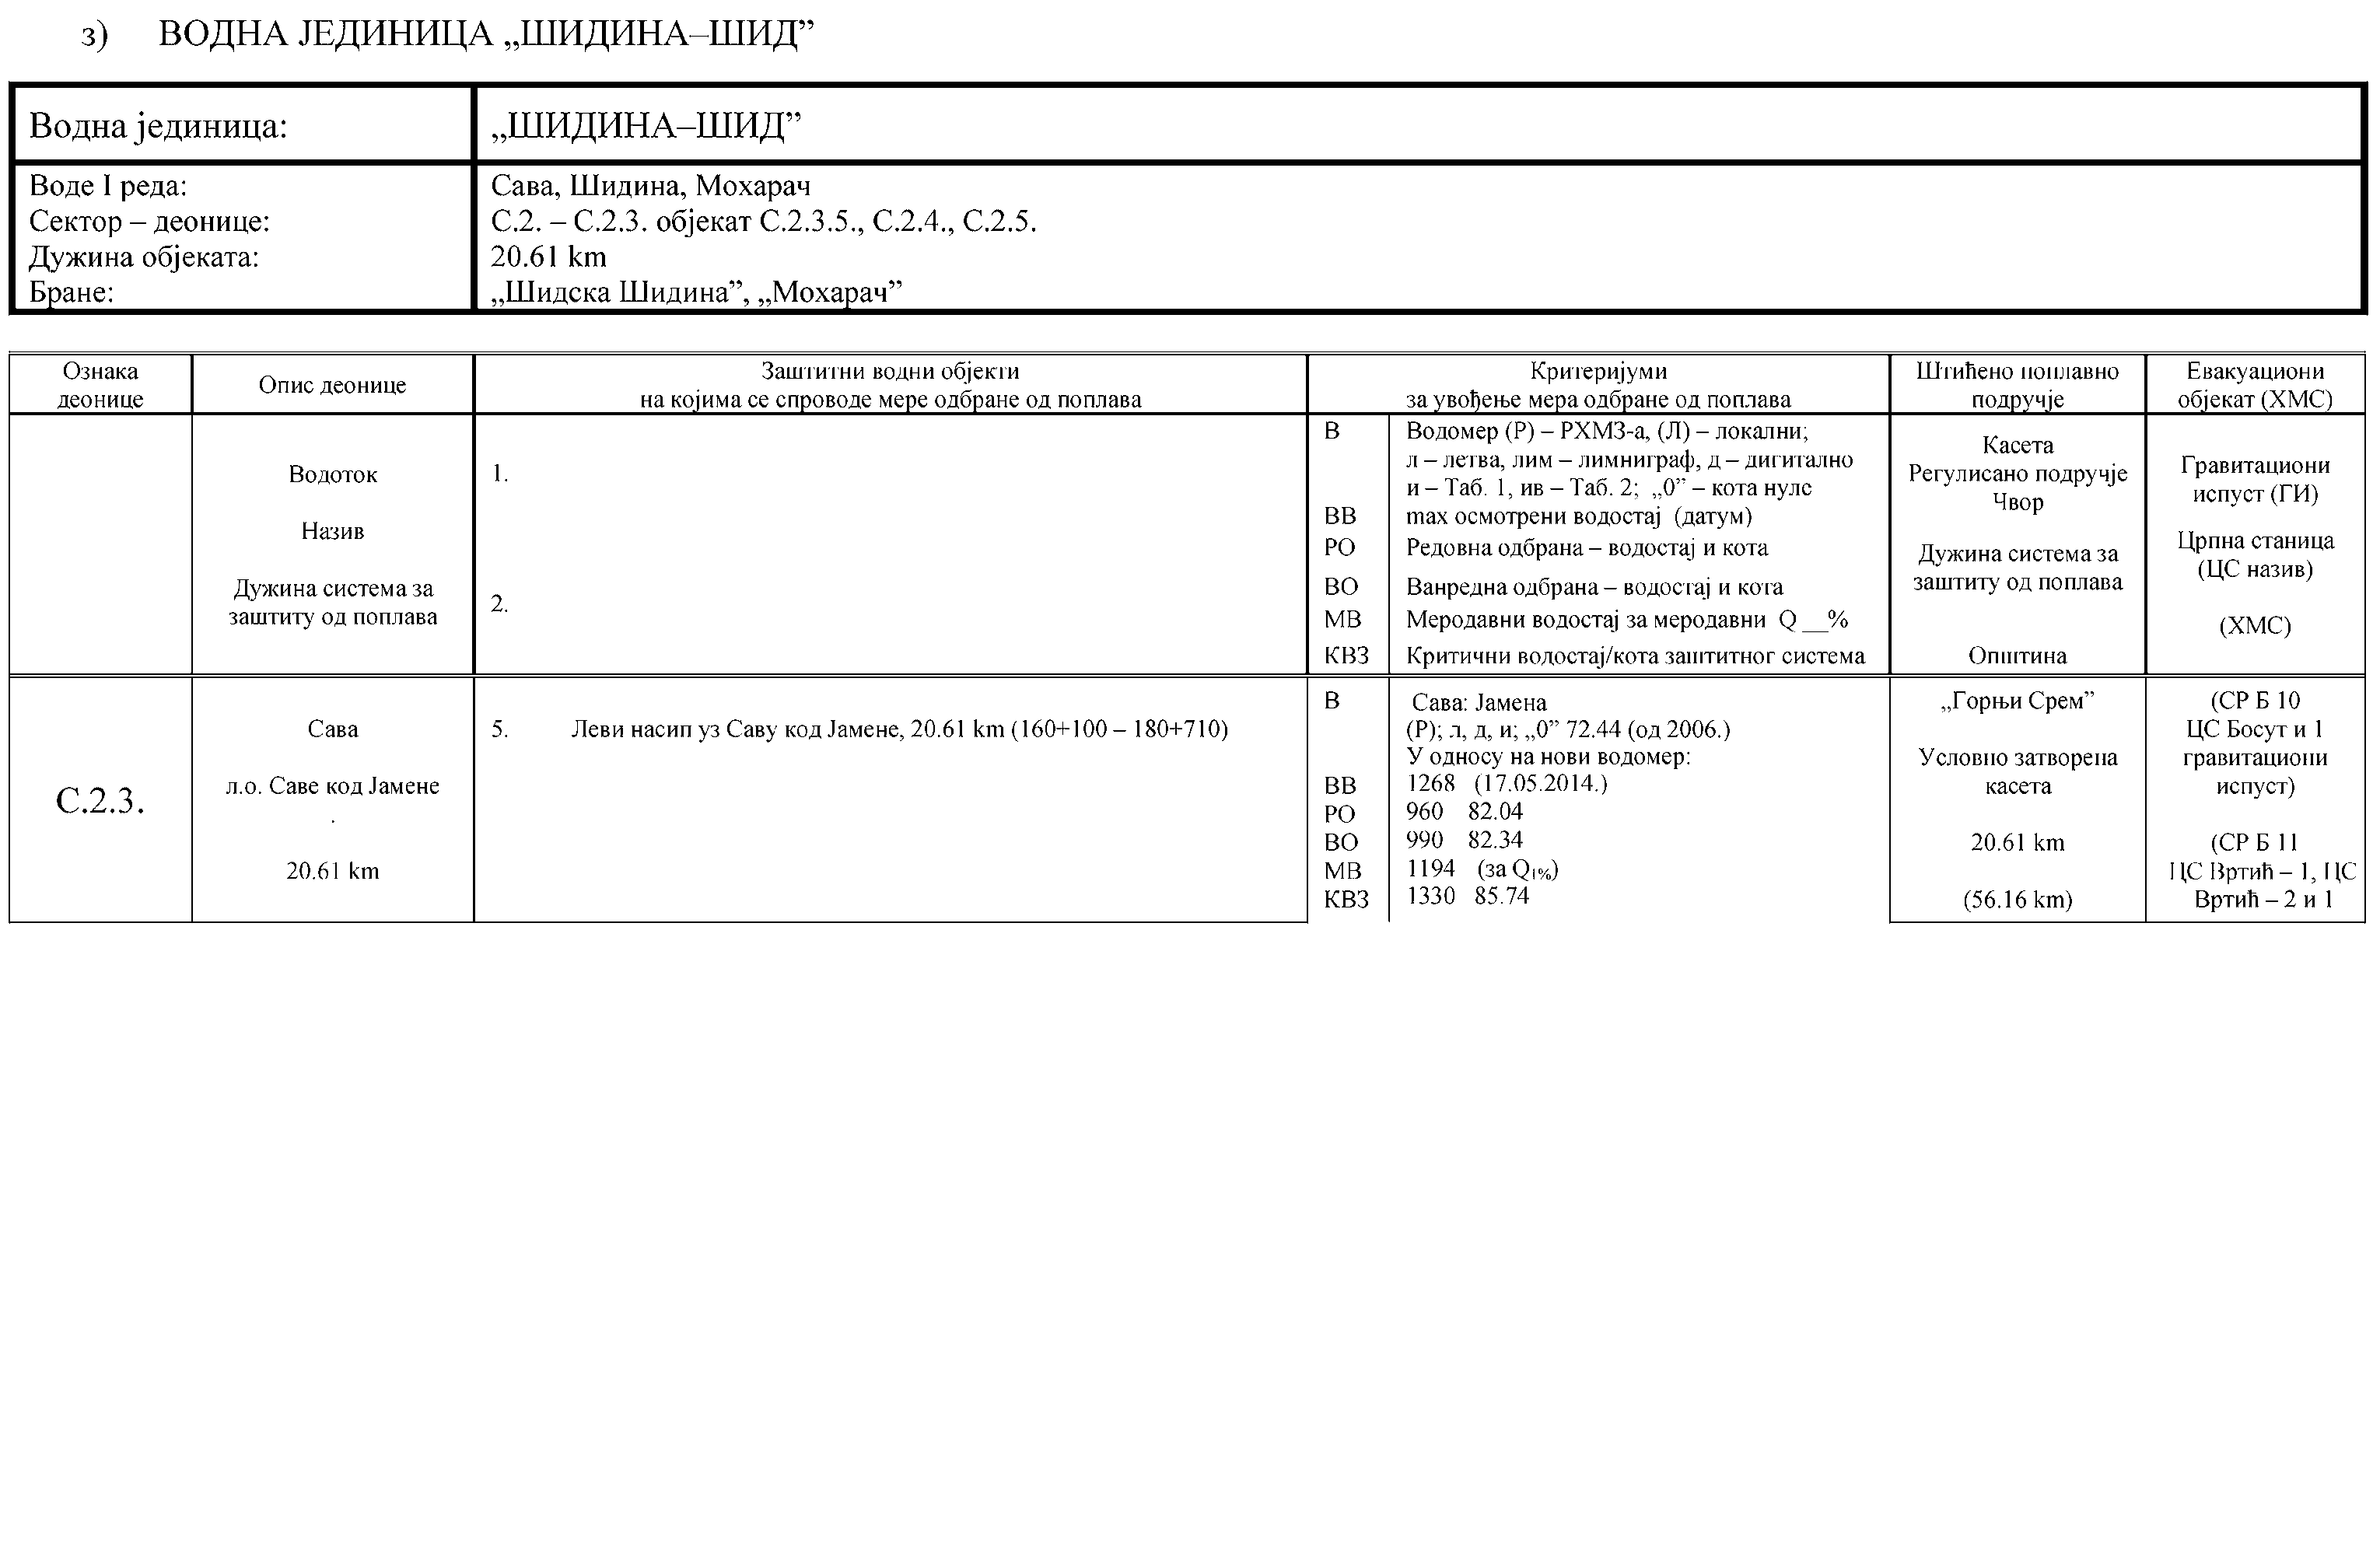 з) ВОДНА ЈЕДИНИЦА „ШИДИНА–ШИД”
Водна јединица:
„ШИДИНА–ШИД”
Воде I реда:
Сава, Шидина, Мохарач
Сектор – деонице:
С.2. – С.2.3. објекат С.2.3.5., С.2.4., С.2.5.
Дужина објеката:
20.61 km
Бране:
„Шидска Шидина”, „Мохарач”
Ознака
деонице
Опис деонице
Заштитни водни објекти
на којима се спроводе мере одбране од поплава
Критеријуми
за увођење мера одбране од поплава
Штићено поплавно
подручје
Евакуациони
објекат (ХМС)
Водоток
Назив
Дужина система за
заштиту од поплава
1.
2.
В Водомер (Р) – РХМЗ-а, (Л) – локални;
л – летва, лим – лимниграф, д – дигитално
и – Таб. 1, ив – Таб. 2; „0” – кота нуле
ВВ max осмотрени водостај (датум)
РО Редовна одбрана – водостај и кота
ВО Ванредна одбрана – водостај и кота
МВ Меродавни водостај за меродавни Q __%
КВЗ Критични водостај/кота заштитног система
Касета
Регулисано подручје
Чвор
Дужина система за
заштиту од поплава
Општина
Гравитациони
испуст (ГИ)
Црпна станица
(ЦС назив)
(ХМС)
С.2.3.
Сава
л.о. Саве код Јамене
.
20.61 km
5. Леви насип уз Саву код Јамене, 20.61 km (160+100 – 180+710)
В Сава: Јамена
(Р); л, д, и; „0” 72.44 (од 2006.)
У односу на нови водомер:
ВВ 1268 (17.05.2014.)
РО 960 82.04
ВО 990 82.34
МВ 1194 (за Q1%)
КВЗ 1330 85.74
„Горњи Срем”
Условно затворена
касета
20.61 km
(56.16 km)
(СР Б 10
ЦС Босут и 1
гравитациони
испуст)
(СР Б 11
ЦС Вртић – 1, ЦС
Вртић – 2 и 1